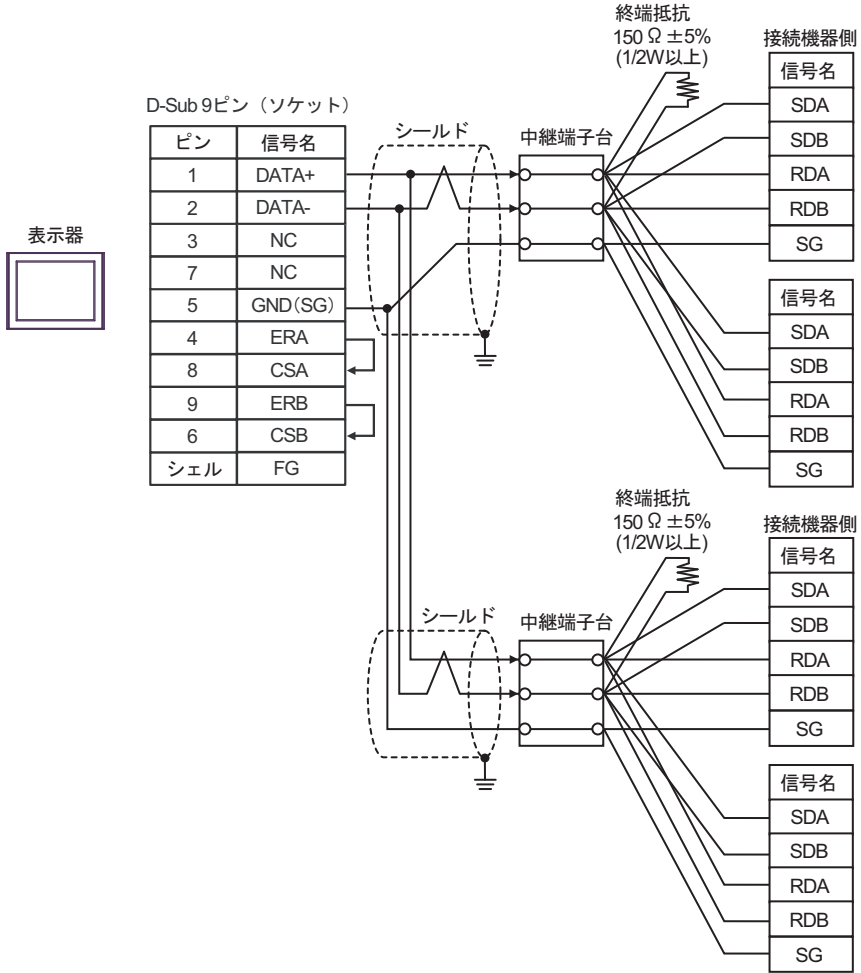 表示器
D-Sub 9ピン（ソケット）
ピン 信号名
1 DATA+
2 DATA-
3 NC
7 NC
5 GND(SG)
4 ERA
8 CSA
9 ERB
6 CSB
シェル FG
シールド
中継端子台
終端抵抗
150 Ω ±5%
(1/2W以上)
接続機器側
信号名
SDA
SDB
RDA
RDB
SG
信号名
SDA
SDB
RDA
RDB
SG
シールド
中継端子台
終端抵抗
150 Ω ±5%
(1/2W以上)
接続機器側
信号名
SDA
SDB
RDA
RDB
SG
信号名
SDA
SDB
RDA
RDB
SG